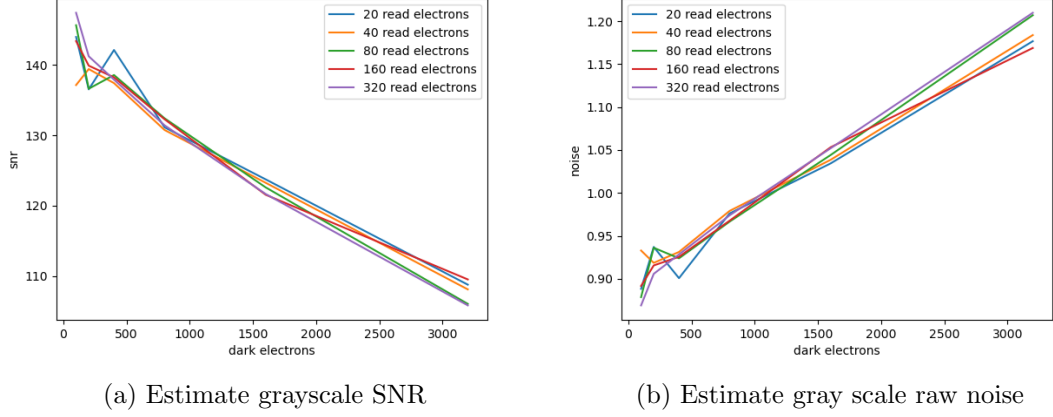 20 read electrons
40 read electrons
80 read electrons
160 read electrons
320 read electrons
140
130
120
110
snr
0 500 1000 1500 2000 2500 3000
dark electrons
(a) Estimate grayscale SNR
20 read electrons
40 read electrons
80 read electrons
160 read electrons
320 read electrons
1.20
1.15
1.10
1.05
1.00
0.95
0.90
noise
0 500 1000 1500 2000 2500 3000
dark electrons
(b) Estimate gray scale raw noise